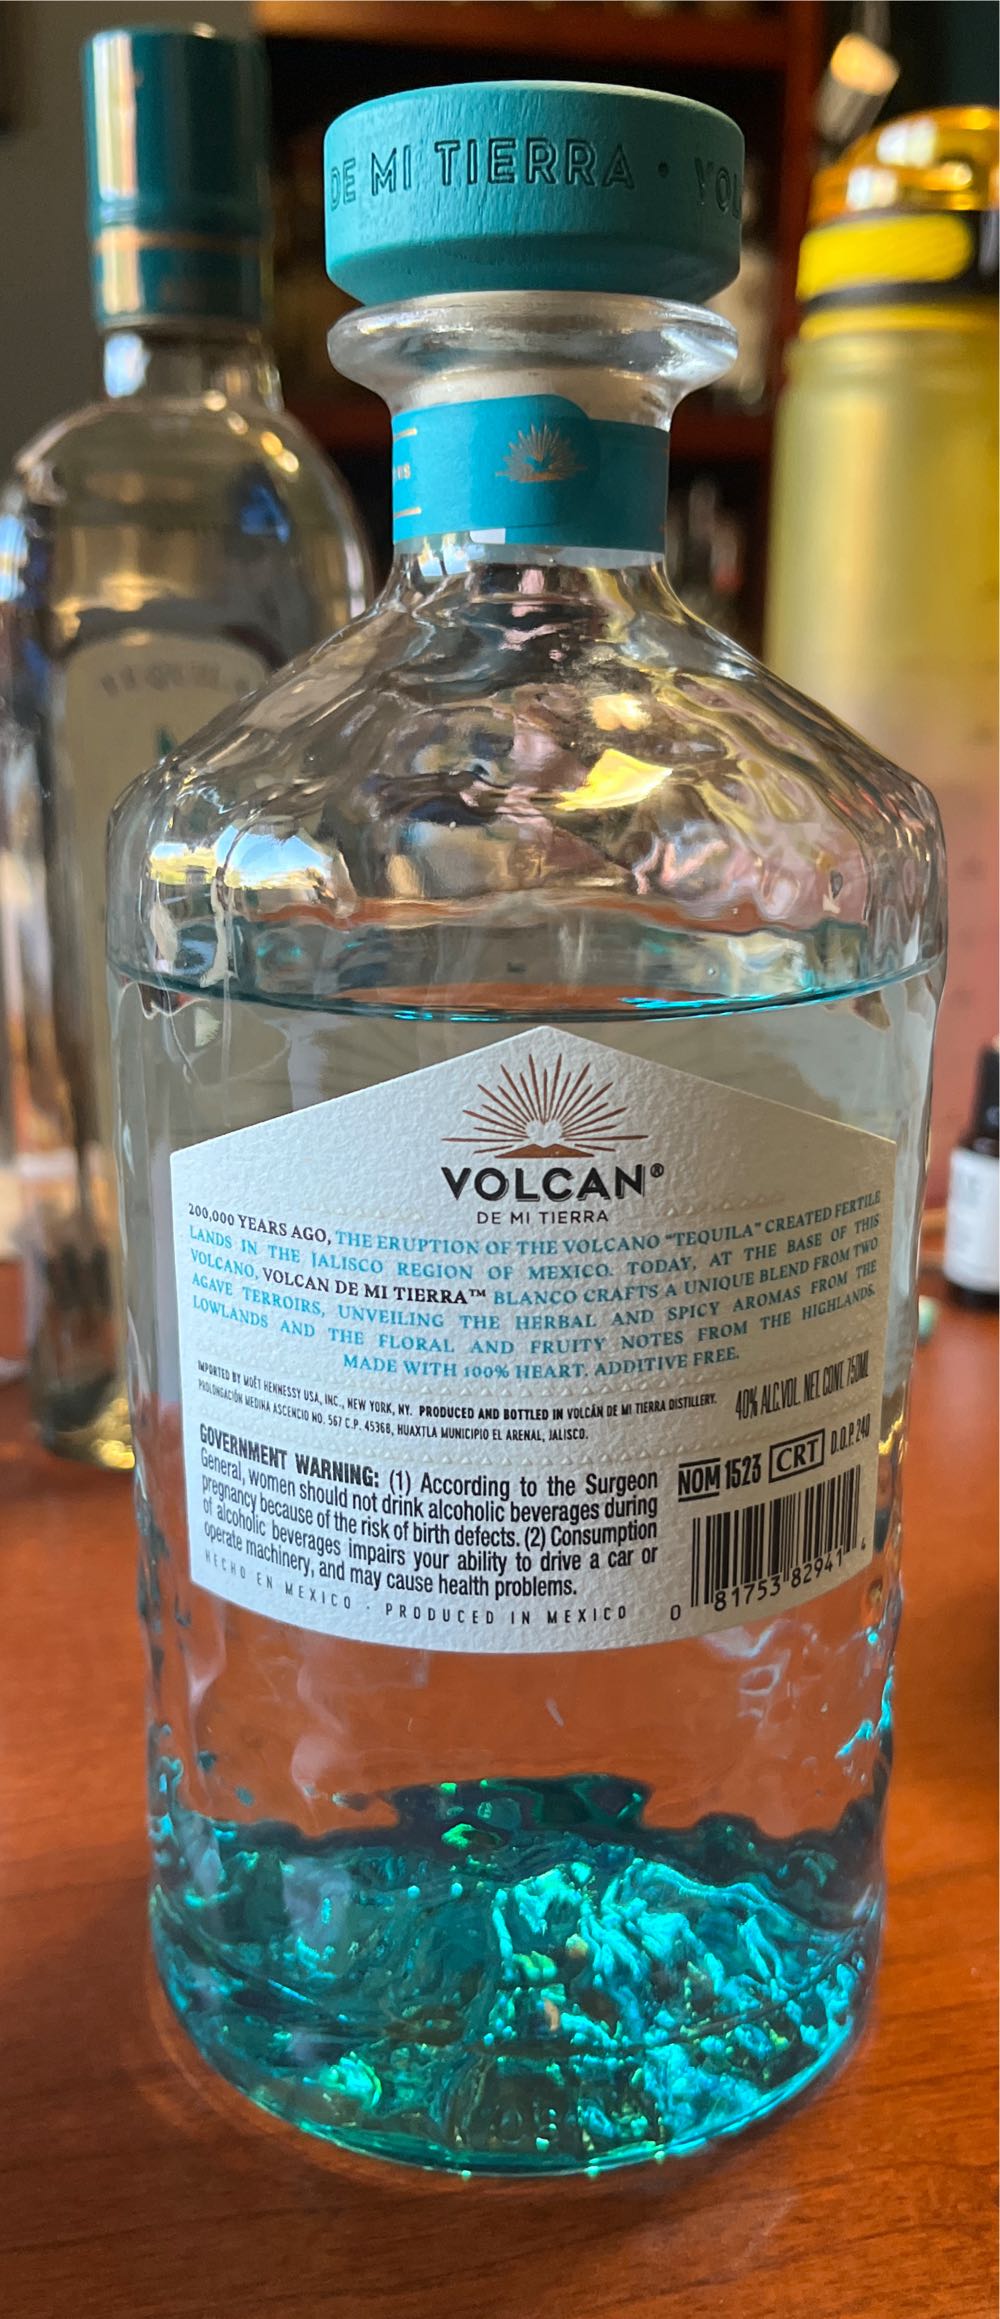 DE MI TIERRA · VOL
VOLCAN®
DE MI TIERRA
200,000 YEARS AGO, THE ERUPTION OF THE VOLCANO "TEQUILA" CREATED FERTILE
LANDS IN THE JALISCO REGION OF MEXICO. TODAY, AT THE BASE OF THIS
VOLCANO, VOLCAN DE MI TIERRA™ BLANCO CRAFTS A UNIQUE BLEND FROM TWO
AGAVE TERROIRS, UNVEILING THE HERBAL AND SPICY AROMAS FROM THE
LOWLANDS AND THE FLORAL AND FRUITY NOTES FROM THE HIGHLANDS.
MADE WITH 100% HEART. ADDITIVE FREE.
IMPORTED BY MOËT HENNESSY USA, INC., NEW YORK, NY. PRODUCED AND BOTTLED IN VOLCÁN DE MI TIERRA DISTILLERY.
PROLONGACIÓN MEDINA ASCENCIO NO. 567 C.P. 45368, HUAXTLA MUNICIPIO EL ARENAL, JALISCO.
40% ALC.VOL. NET CONT. 750ML
GOVERNMENT WARNING: (1) According to the Surgeon
General, women should not drink alcoholic beverages during
pregnancy because of the risk of birth defects. (2) Consumption
of alcoholic beverages impairs your ability to drive a car or
operate machinery, and may cause health problems.
NOM 1523 CRT D.O.P. 240
0 81753 82941 4
HECHO EN MEXICO · PRODUCED IN MEXICO